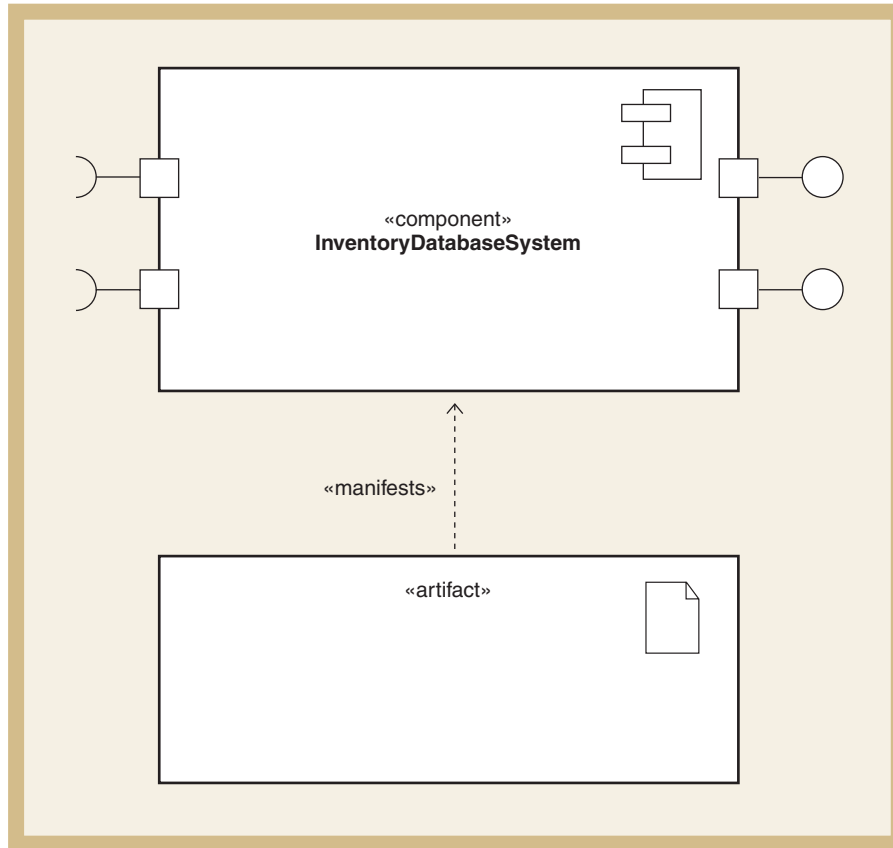 «component»
InventoryDatabaseSystem
«manifests»
«artifact»